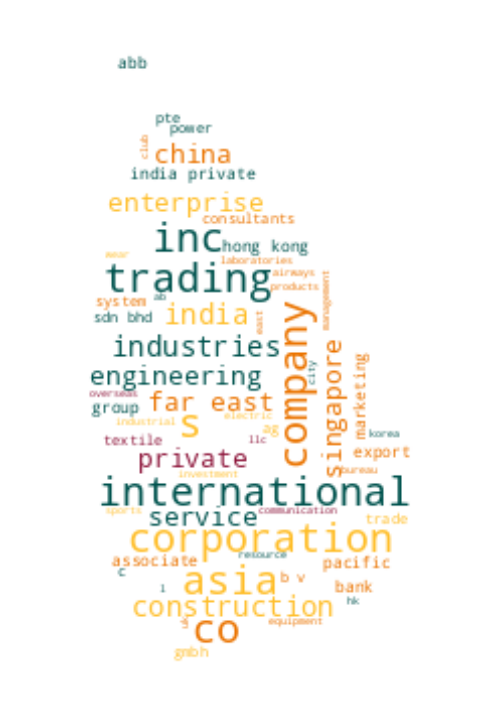 abb
pte
power
club
china
india private
enterprise
consultants
inc
hong kong
wear
laboratories
trading
airways
products
management
system
ab
sdn bhd
india
east
company
industries
city
singapore
marketing
engineering
overseas
group
far east
industrial
s
electric
ag
korea
textile
llc
export
private
bureau
investment
international
sports
service
communication
trade
corporation
resource
associate
pacific
c
asia
b v
bank
i
hk
construction
uk
co
equipment
gmbh